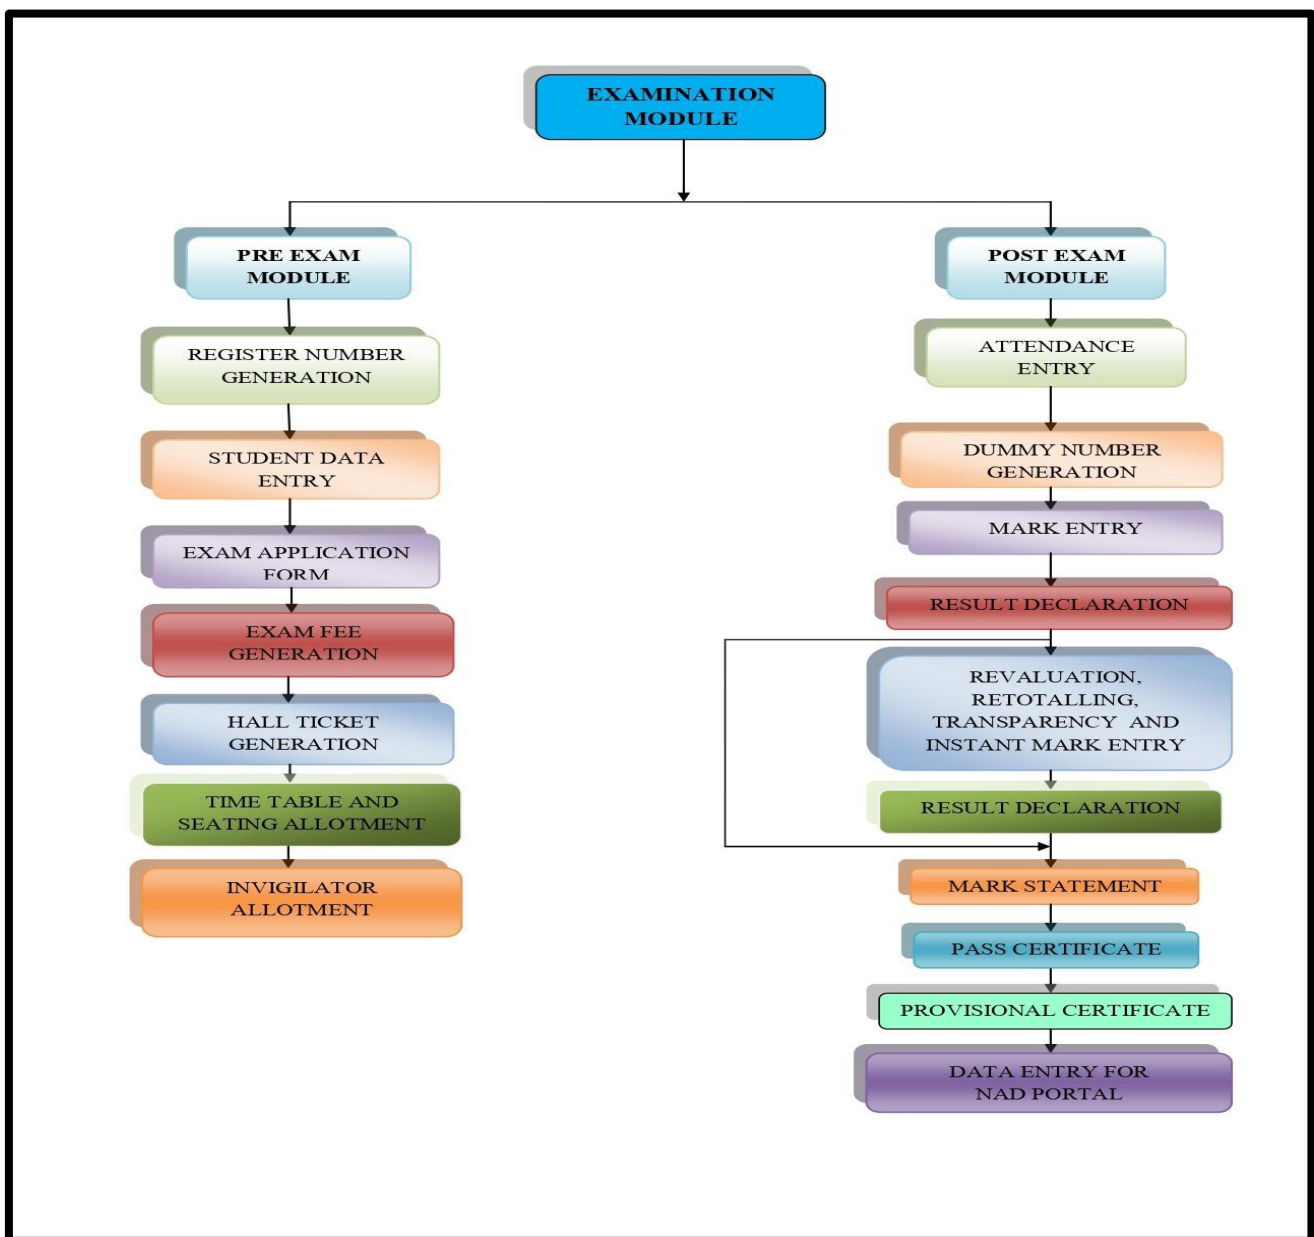 EXAMINATION
MODULE
PRE EXAM
MODULE
REGISTER NUMBER
GENERATION
STUDENT DATA
ENTRY
EXAM APPLICATION
FORM
EXAM FEE
GENERATION
HALL TICKET
GENERATION
TIME TABLE AND
SEATING ALLOTMENT
INVIGILATOR
ALLOTMENT
POST EXAM
MODULE
ATTENDANCE
ENTRY
DUMMY NUMBER
GENERATION
MARK ENTRY
RESULT DECLARATION
REVALUATION,
RETOTALLING,
TRANSPARENCY AND
INSTANT MARK ENTRY
RESULT DECLARATION
MARK STATEMENT
PASS CERTIFICATE
PROVISIONAL CERTIFICATE
DATA ENTRY FOR
NAD PORTAL